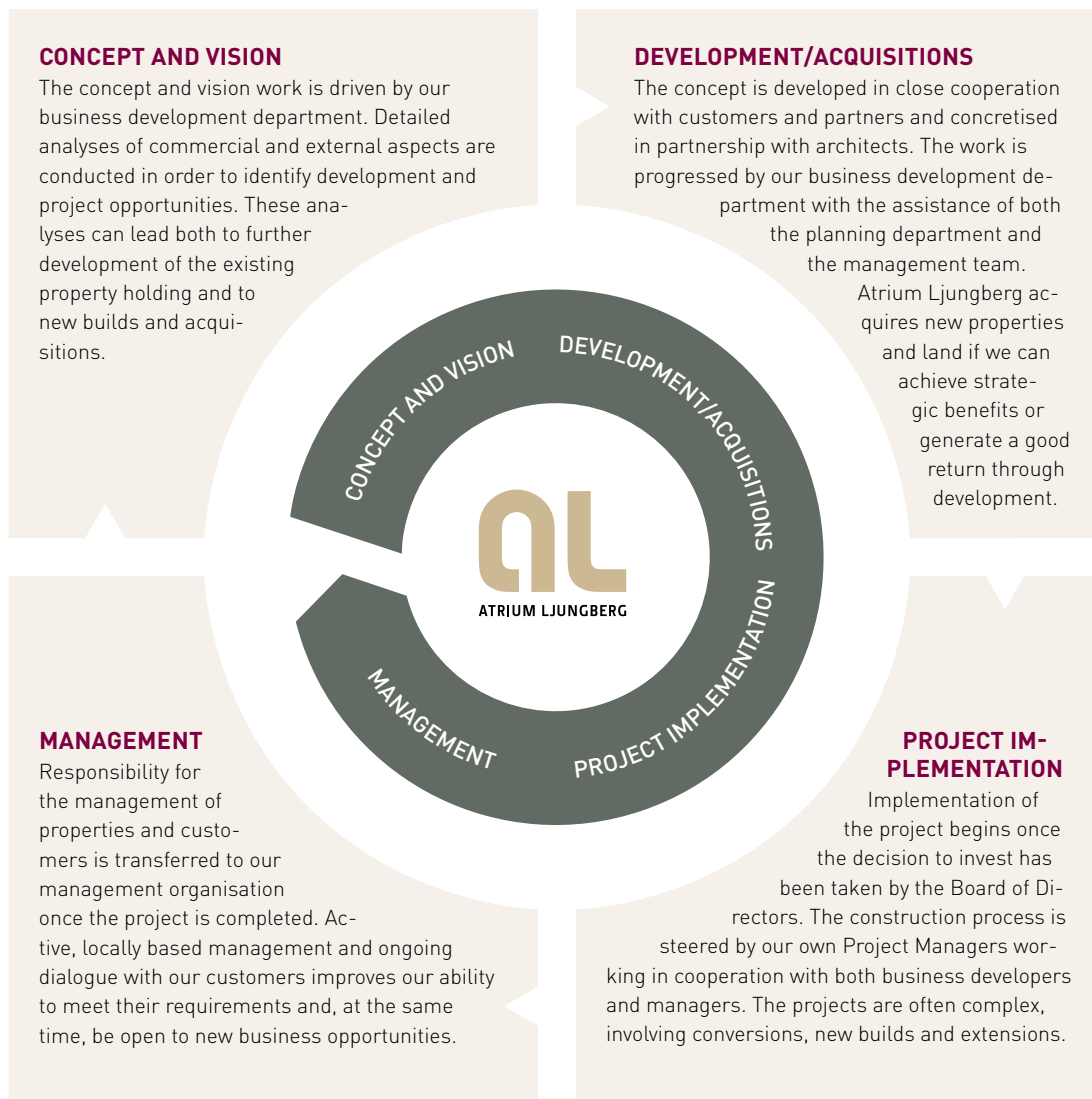 CONCEPT AND VISION
The concept and vision work is driven by our
business development department. Detailed
analyses of commercial and external aspects are
conducted in order to identify development and
project opportunities. These ana-
lyses can lead both to further
development of the existing
property holding and to
new builds and acqui-
sitions.
DEVELOPMENT/ACQUISITIONS
The concept is developed in close cooperation
with customers and partners and concretised
in partnership with architects. The work is
progressed by our business development de-
partment with the assistance of both
the planning department and
the management team.
Atrium Ljungberg ac-
quires new properties
and land if we can
achieve strate-
gic benefits or
generate a good
return through
development.
CONCEPT AND VISION
DEVELOPMENT/ACQUISITIONS
PROJECT IMPLEMENTATION
MANAGEMENT
AL
ATRIUM LJUNGBERG
MANAGEMENT
Responsibility for
the management of
properties and custo-
mers is transferred to our
management organisation
once the project is completed. Ac-
tive, locally based management and ongoing
dialogue with our customers improves our ability
to meet their requirements and, at the same
time, be open to new business opportunities.
PROJECT IM-
PLEMENTATION
Implementation of
the project begins once
the decision to invest has
been taken by the Board of Di-
rectors. The construction process is
steered by our own Project Managers wor-
king in cooperation with both business developers
and managers. The projects are often complex,
involving conversions, new builds and extensions.